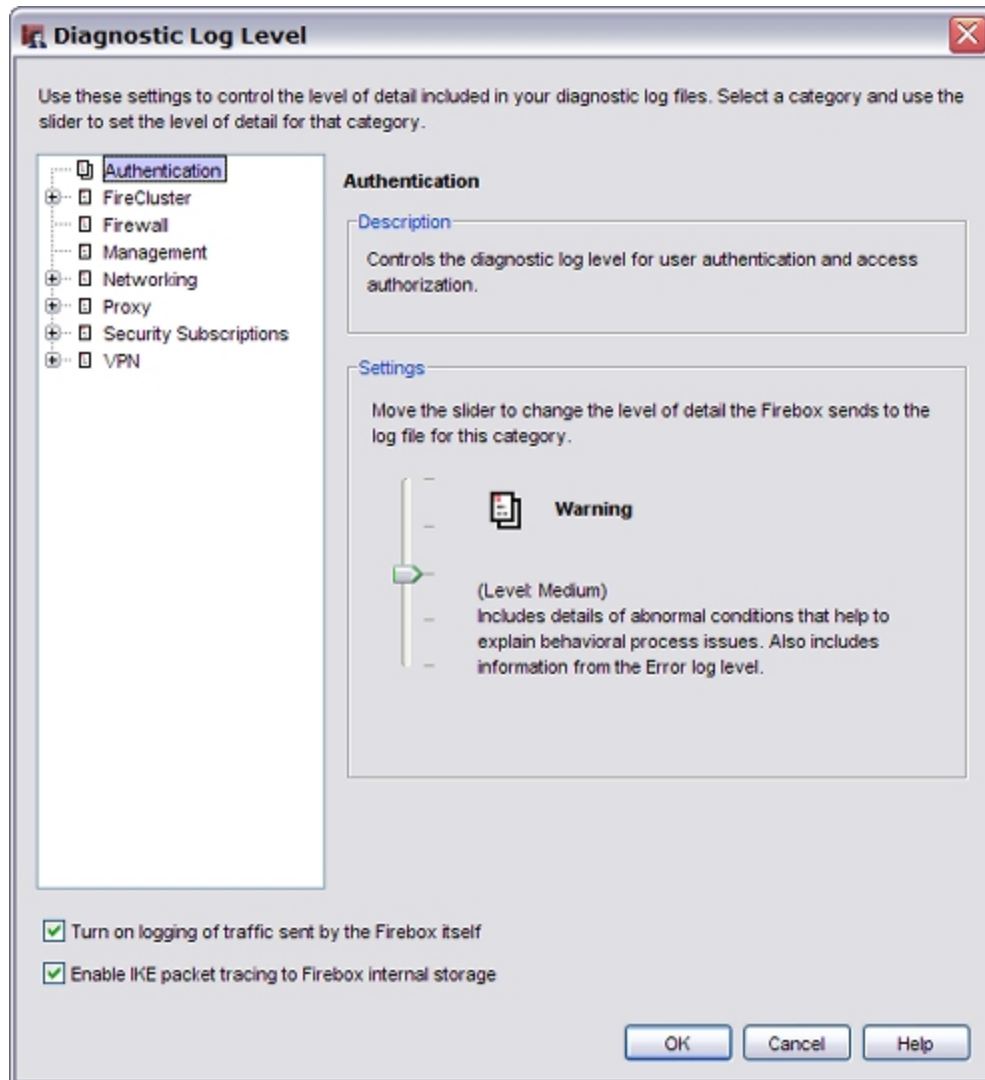 Diagnostic Log Level
Use these settings to control the level of detail included in your diagnostic log files. Select a category and use the
slider to set the level of detail for that category.
Authentication
FireCluster
Firewall
Management
Networking
Proxy
Security Subscriptions
VPN
Authentication
Description
Controls the diagnostic log level for user authentication and access
authorization.
Settings
Move the slider to change the level of detail the Firebox sends to the
log file for this category.
Warning
(Level: Medium)
Includes details of abnormal conditions that help to
explain behavioral process issues. Also includes
information from the Error log level.
Turn on logging of traffic sent by the Firebox itself
Enable IKE packet tracing to Firebox internal storage
OK Cancel Help